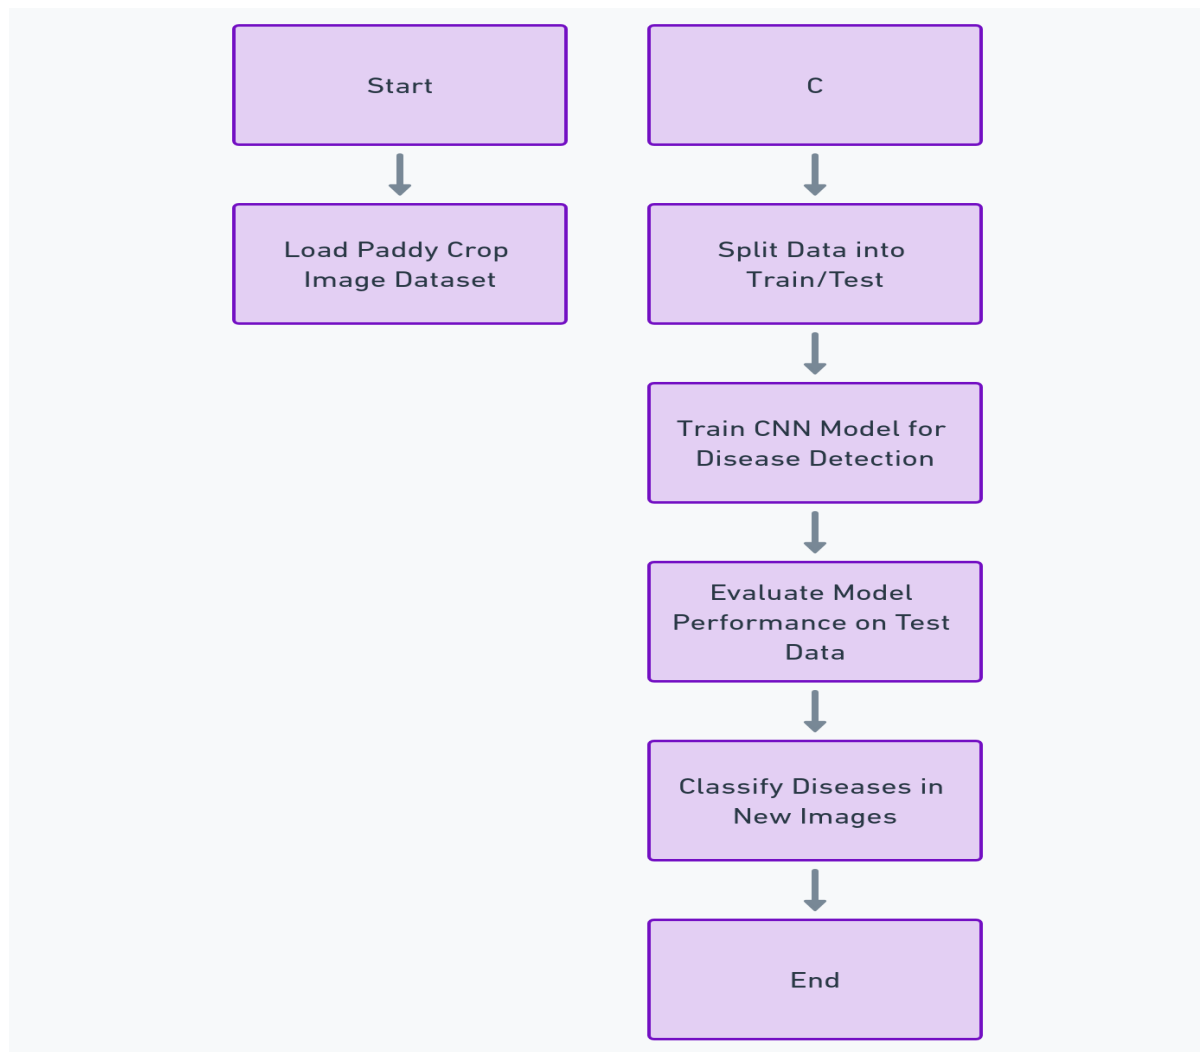 Start
Load Paddy Crop
Image Dataset
C
Split Data into
Train/Test
Train CNN Model for
Disease Detection
Evaluate Model
Performance on Test
Data
Classify Diseases in
New Images
End